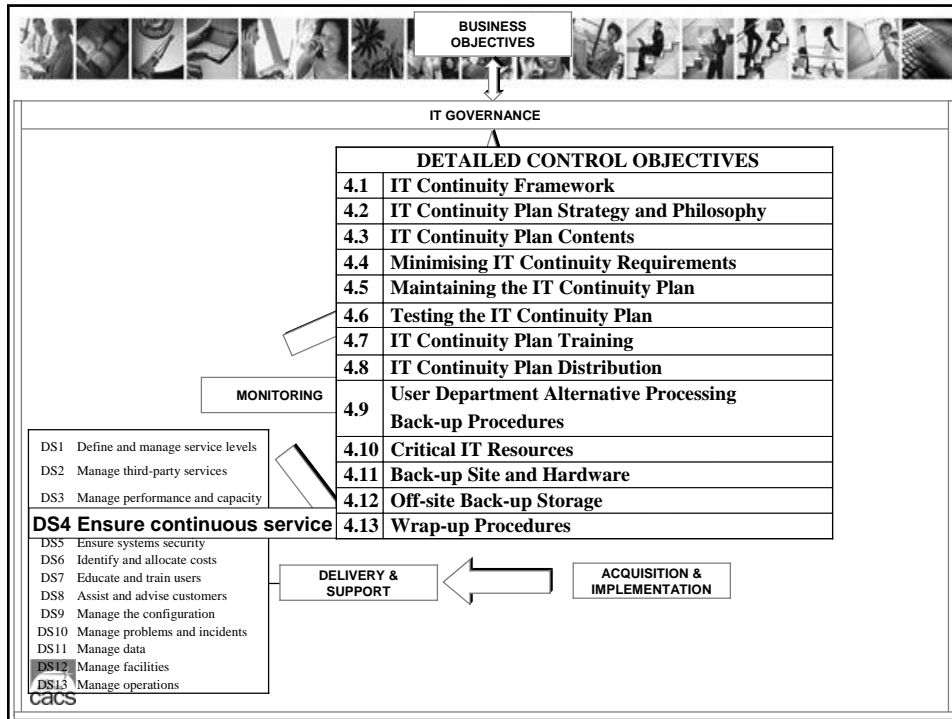 BUSINESS
OBJECTIVES
IT GOVERNANCE
DETAILED CONTROL OBJECTIVES
4.1 IT Continuity Framework
4.2 IT Continuity Plan Strategy and Philosophy
4.3 IT Continuity Plan Contents
4.4 Minimising IT Continuity Requirements
4.5 Maintaining the IT Continuity Plan
4.6 Testing the IT Continuity Plan
4.7 IT Continuity Plan Training
4.8 IT Continuity Plan Distribution
4.9 User Department Alternative Processing
Back-up Procedures
4.10 Critical IT Resources
4.11 Back-up Site and Hardware
4.12 Off-site Back-up Storage
4.13 Wrap-up Procedures
MONITORING
DS1 Define and manage service levels
DS2 Manage third-party services
DS3 Manage performance and capacity
DS4 Ensure continuous service
DS5 Ensure systems security
DS6 Identify and allocate costs
DS7 Educate and train users
DS8 Assist and advise customers
DS9 Manage the configuration
DS10 Manage problems and incidents
DS11 Manage data
DS12 Manage facilities
DS13 Manage operations
cacs
DELIVERY &
SUPPORT
ACQUISITION &
IMPLEMENTATION